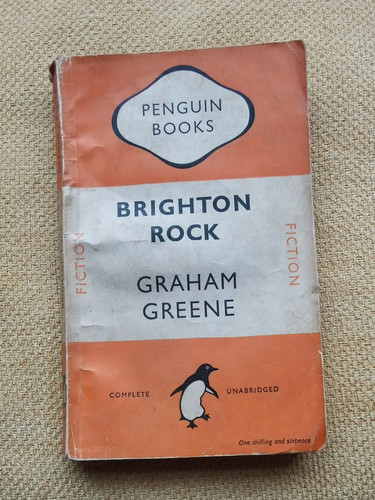 PENGUIN
BOOKS
BRIGHTON
ROCK
FICTION
FICTION
GRAHAM
GREENE
COMPLETE UNABRIDGED
One shilling and sixpence